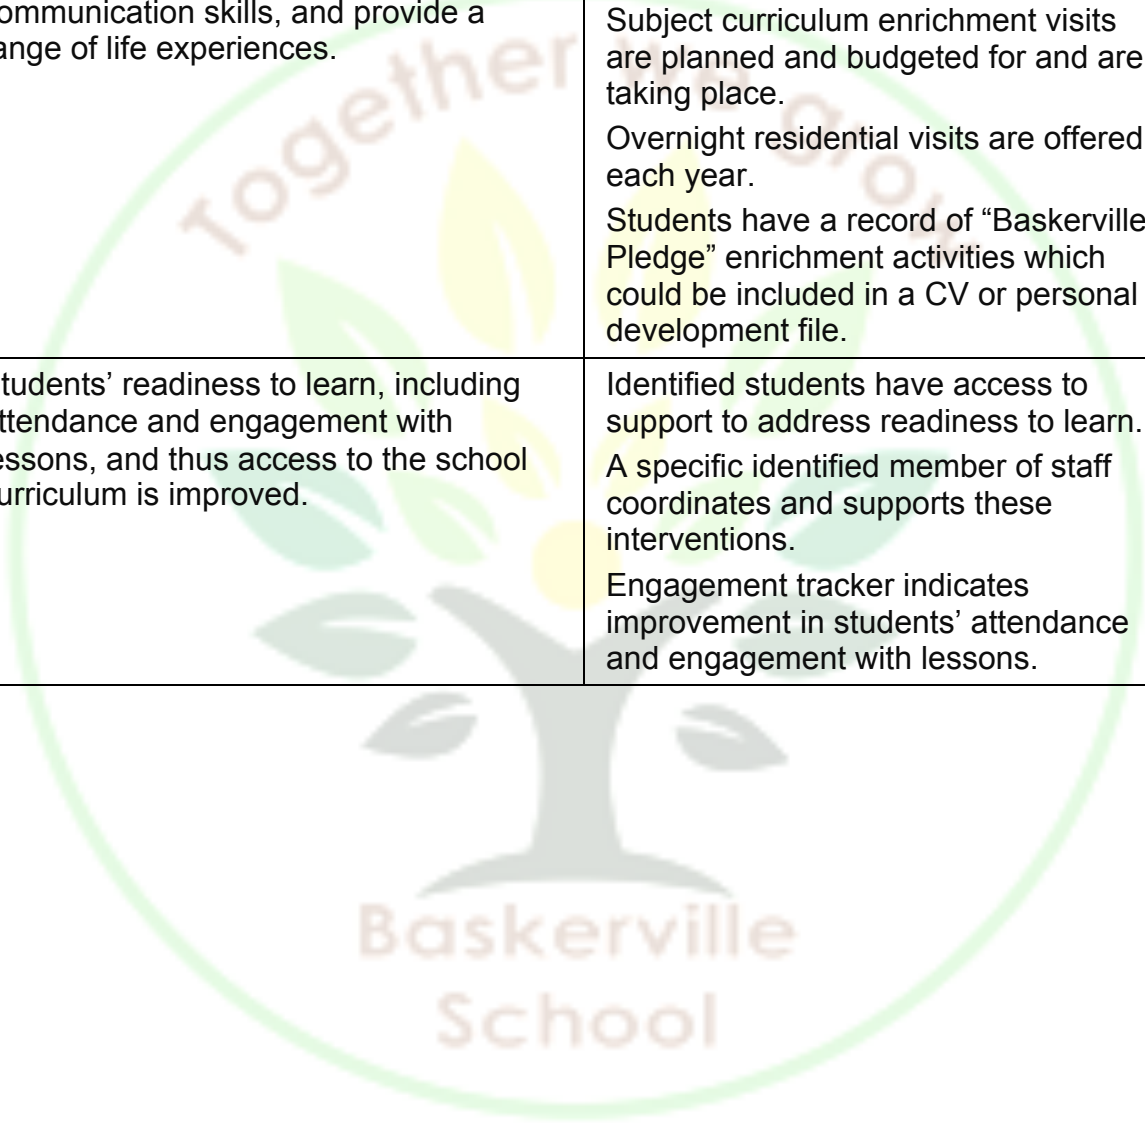 ommunication skills, and provide a
ange of life experiences.
Subject curriculum enrichment visits
are planned and budgeted for and are
taking place.
Overnight residential visits are offered
each year.
Students have a record of “Baskerville
Pledge” enrichment activities which
could be included in a CV or personal
development file.
tudents’ readiness to learn, including
ttendance and engagement with
essons, and thus access to the school
urriculum is improved.
Identified students have access to
support to address readiness to learn.
A specific identified member of staff
coordinates and supports these
interventions.
Engagement tracker indicates
improvement in students’ attendance
and engagement with lessons.
Together we grow
Baskerville
School